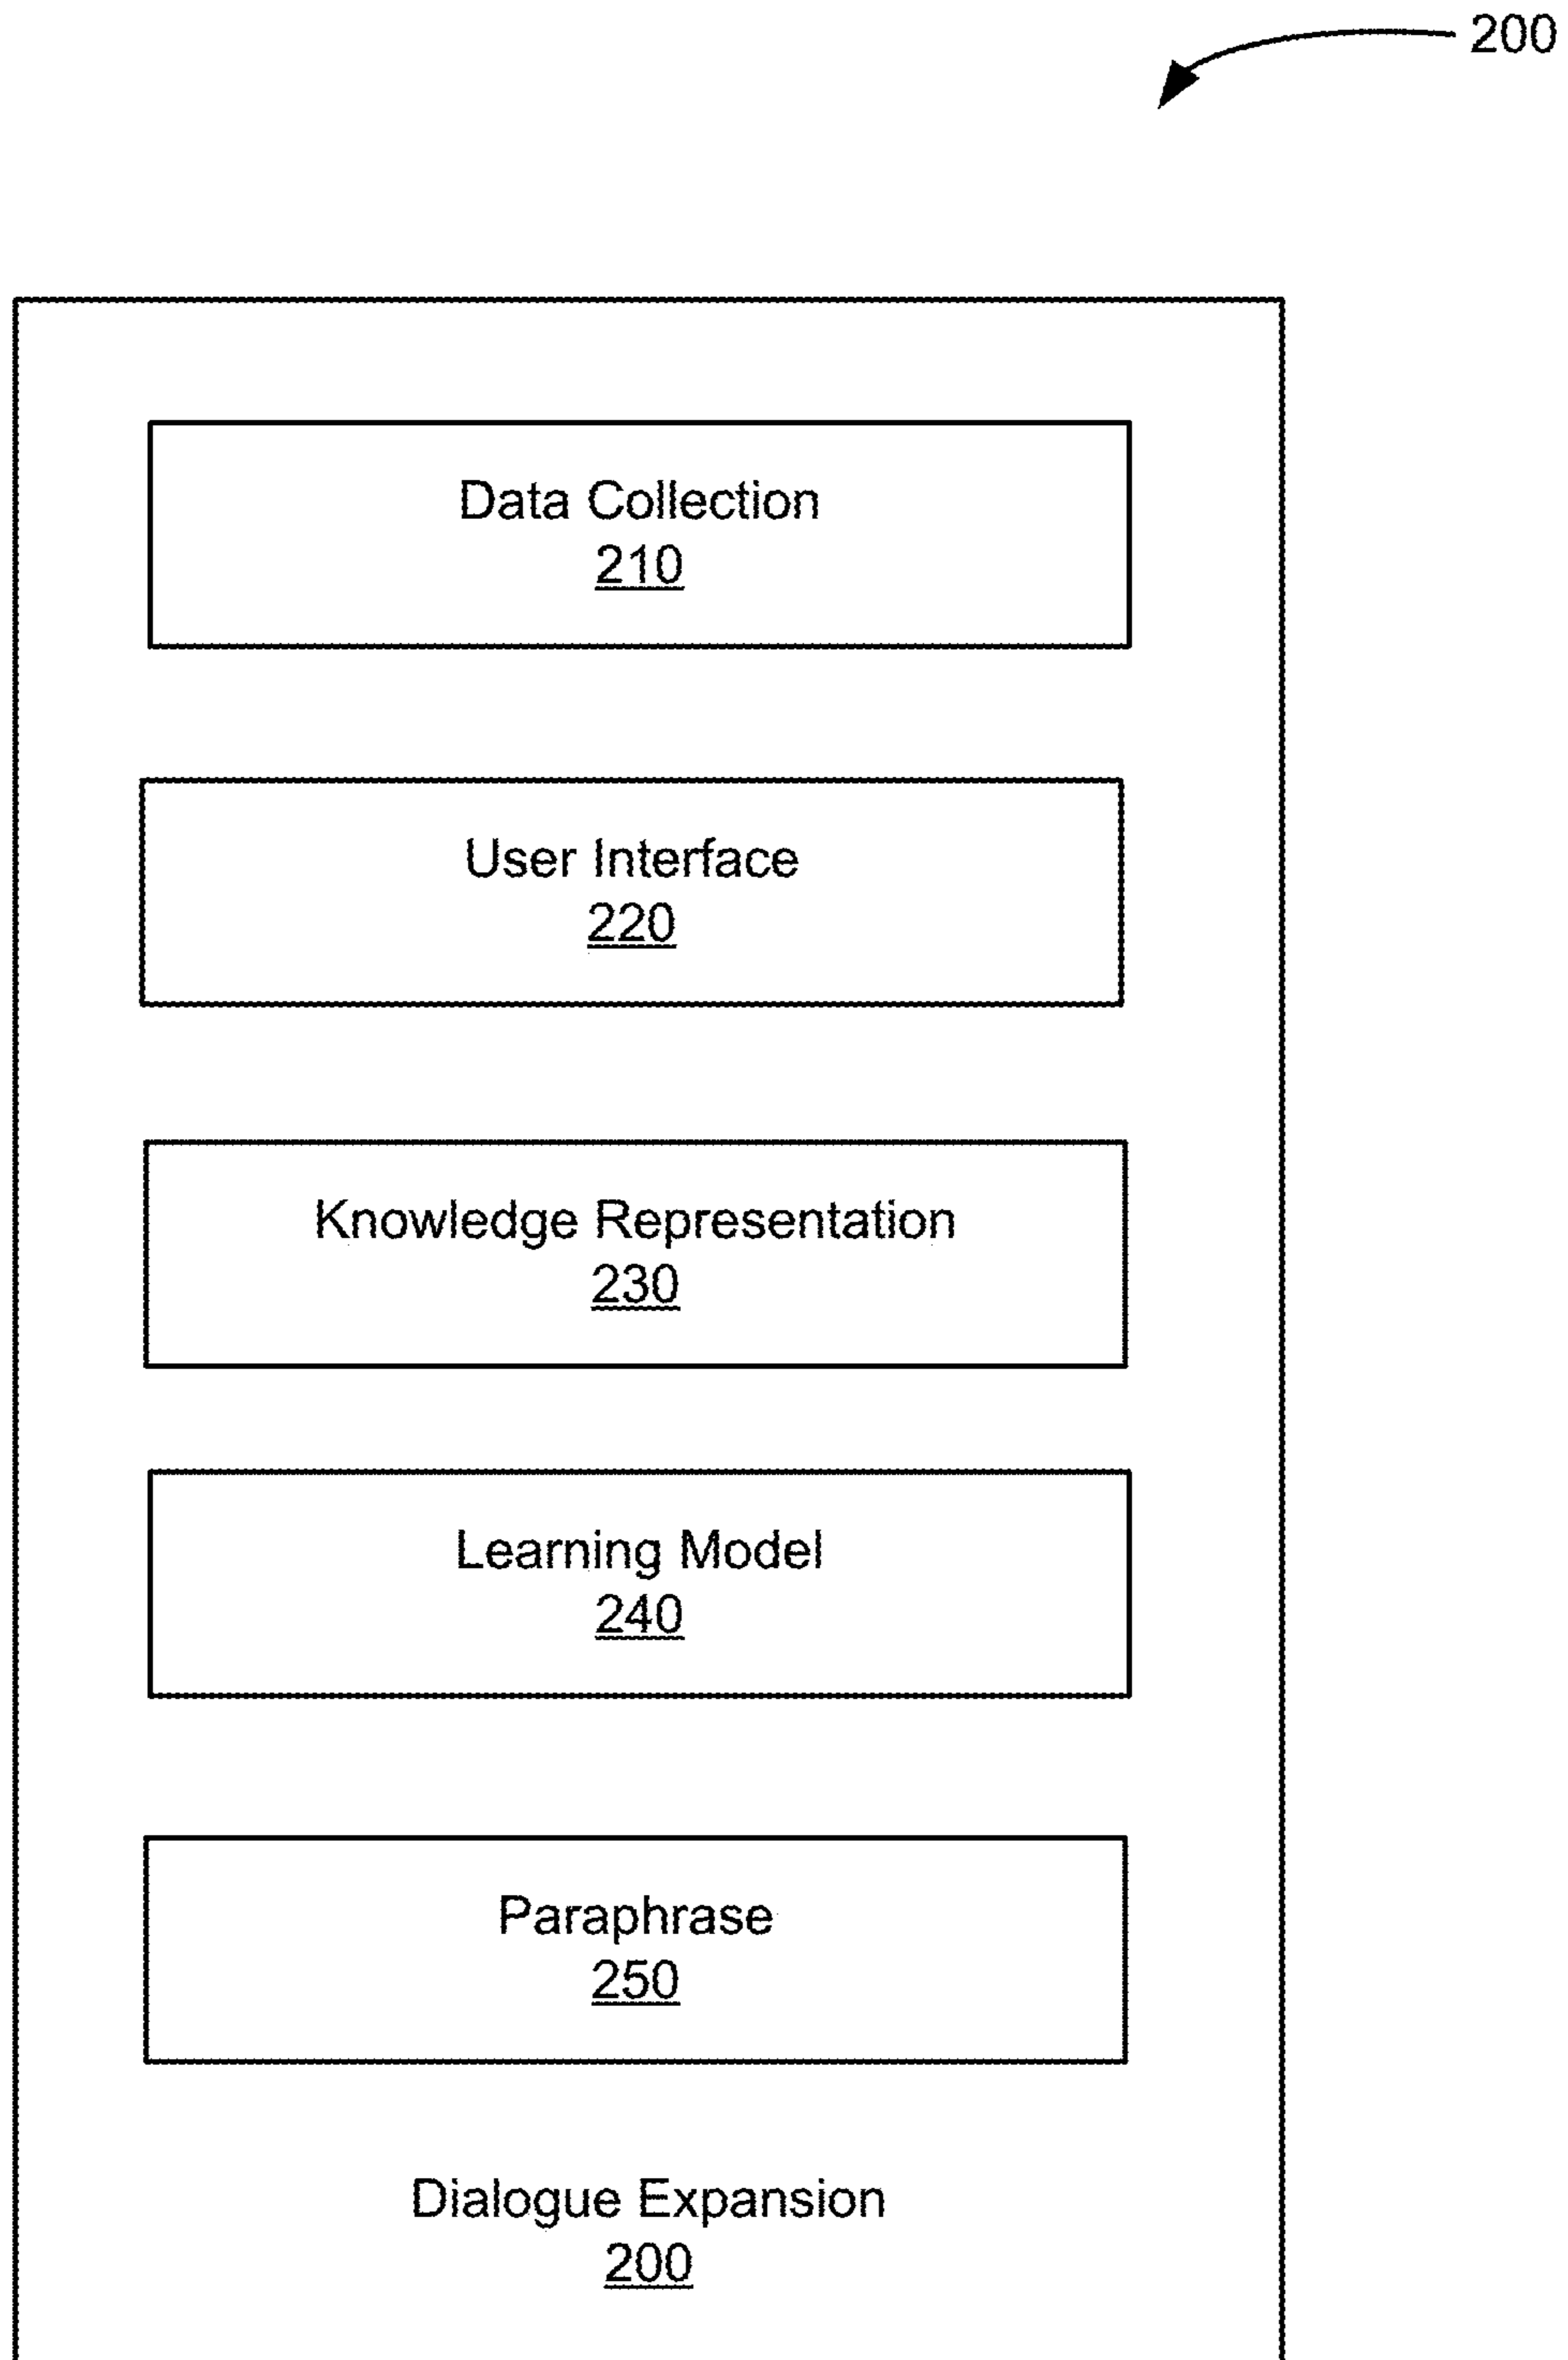 200
Data Collection
210
User Interface
220
Knowledge Representation
230
Learning Model
240
Paraphrase
250
Dialogue Expansion
200